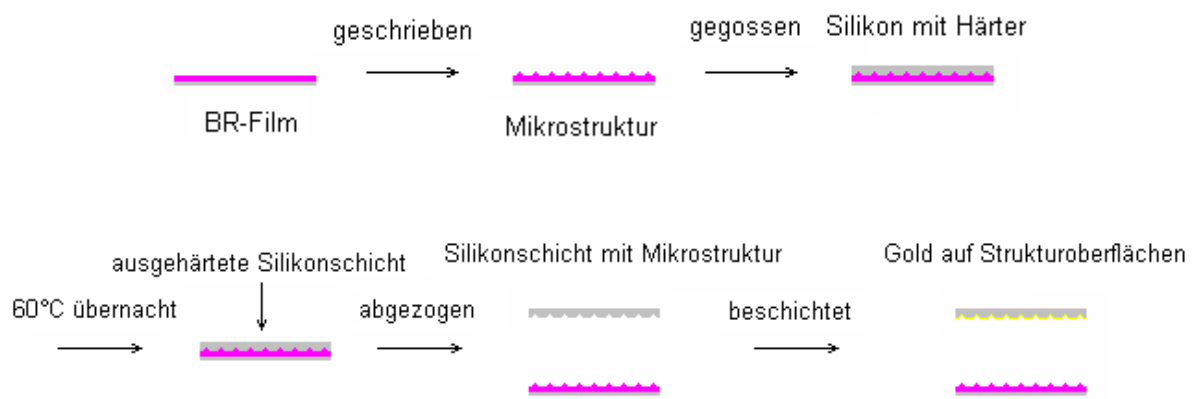 geschrieben
gegossen
Silikon mit Härter
BR-Film
Mikrostruktur
ausgehärtete Silikonschicht
Silikonschicht mit Mikrostruktur
Gold auf Strukturoberflächen
60°C übernacht
abgezogen
beschichtet